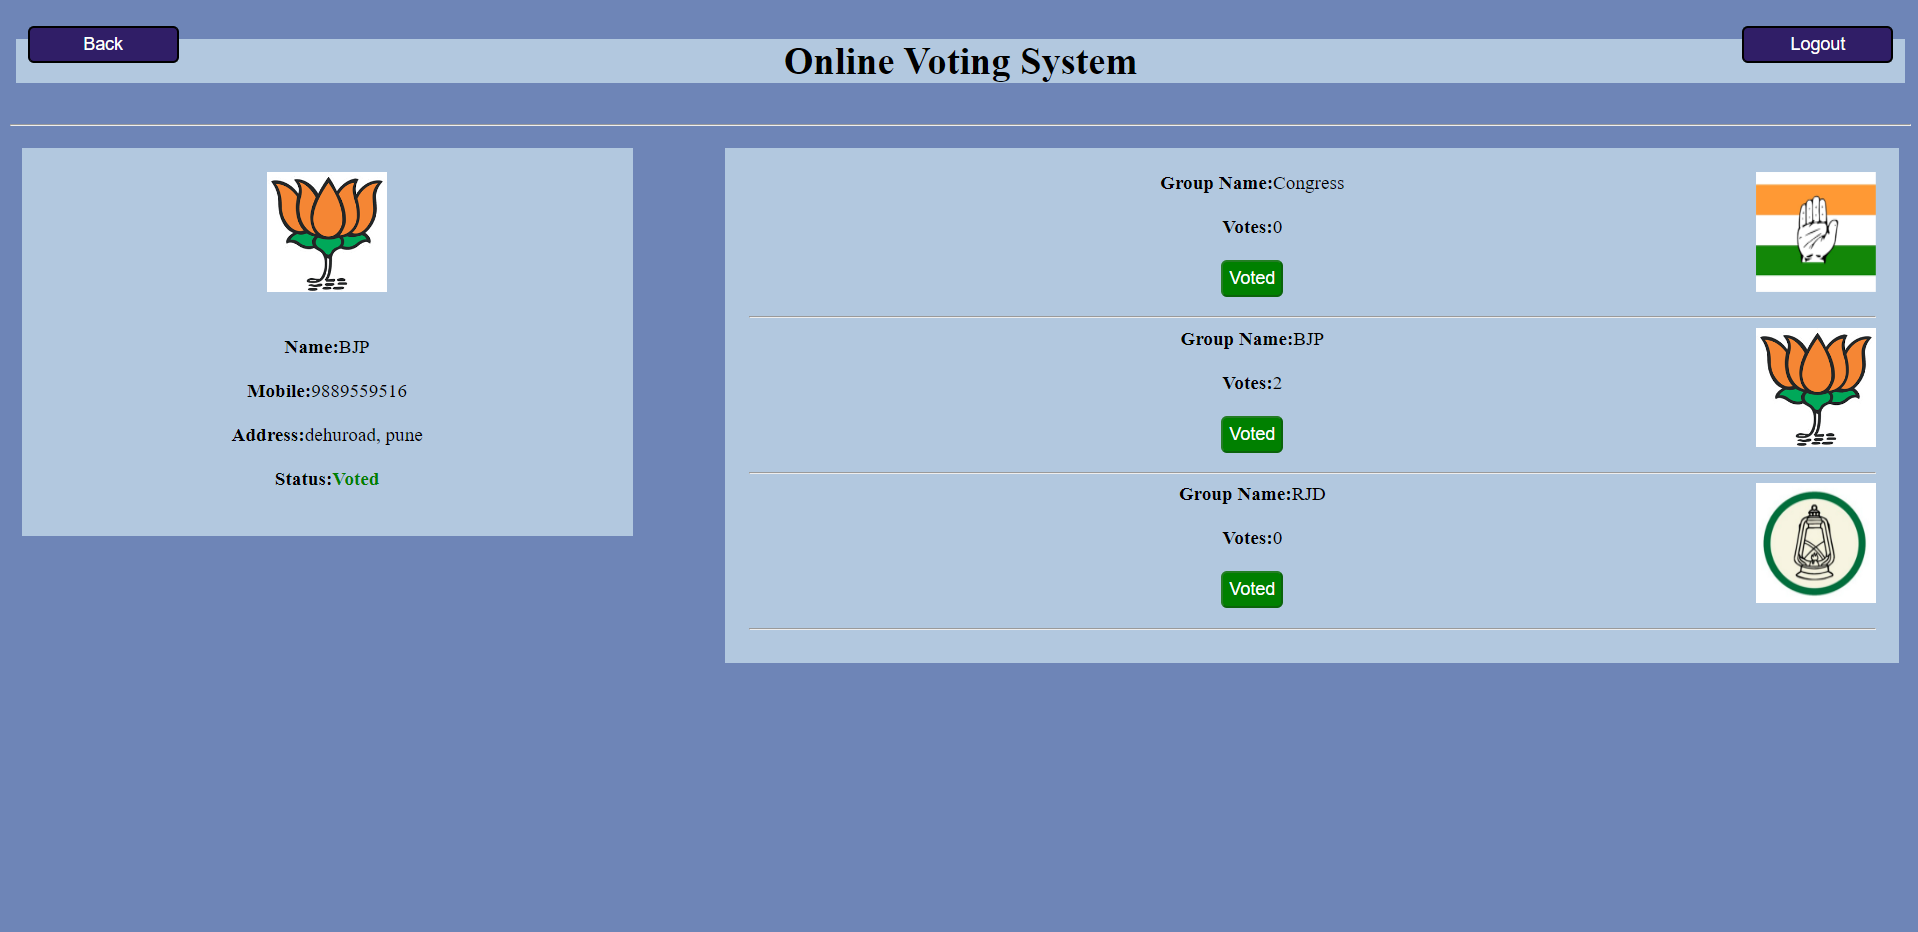 Back
Online Voting System
Logout
Name:BJP
Mobile:9889559516
Address:dehuroad, pune
Status:Voted
Group Name:Congress
Votes:0
Voted
Group Name:BJP
Votes:2
Voted
Group Name:RJD
Votes:0
Voted